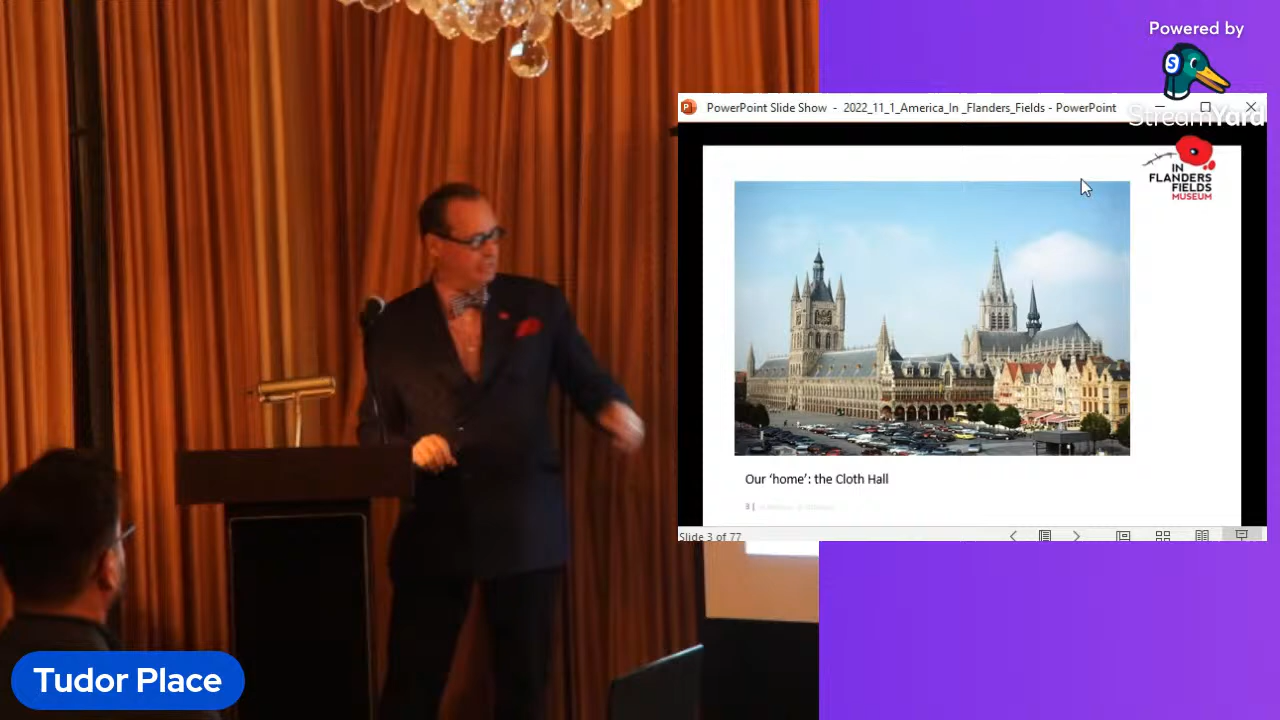 Powered by
S
StreamYard
PowerPoint Slide Show - 2022_11_1_America_In _Flanders_Fields - PowerPoint
IN
FLANDERS
FIELDS
MUSEUM
Our ‘home’: the Cloth Hall
3 |
Slide 3 of 77
Tudor Place